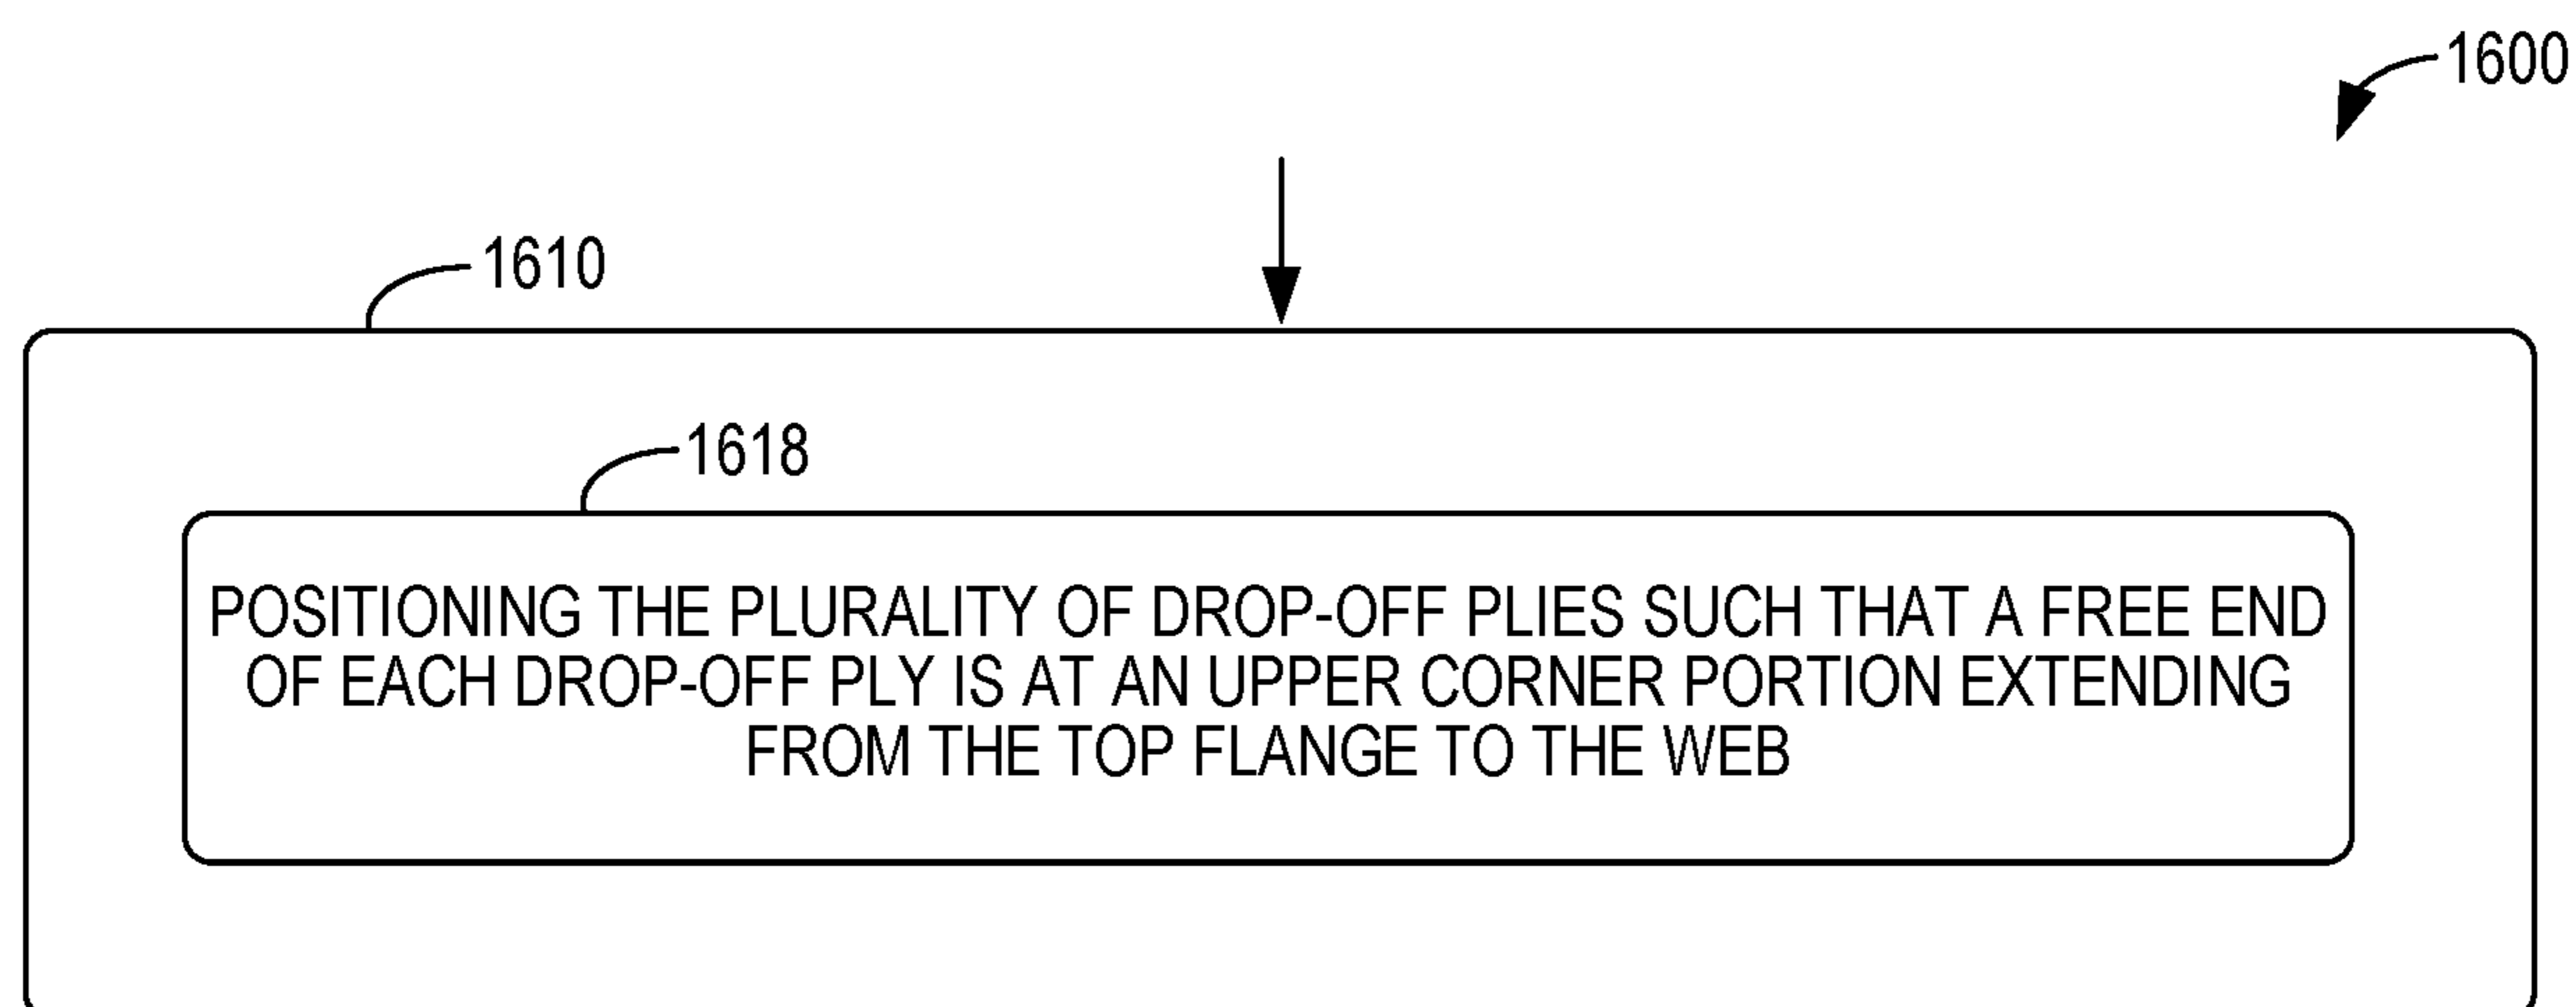 1600
1610
1618
POSITIONING THE PLURALITY OF DROP-OFF PLIES SUCH THAT A FREE END
OF EACH DROP-OFF PLY IS AT AN UPPER CORNER PORTION EXTENDING
FROM THE TOP FLANGE TO THE WEB